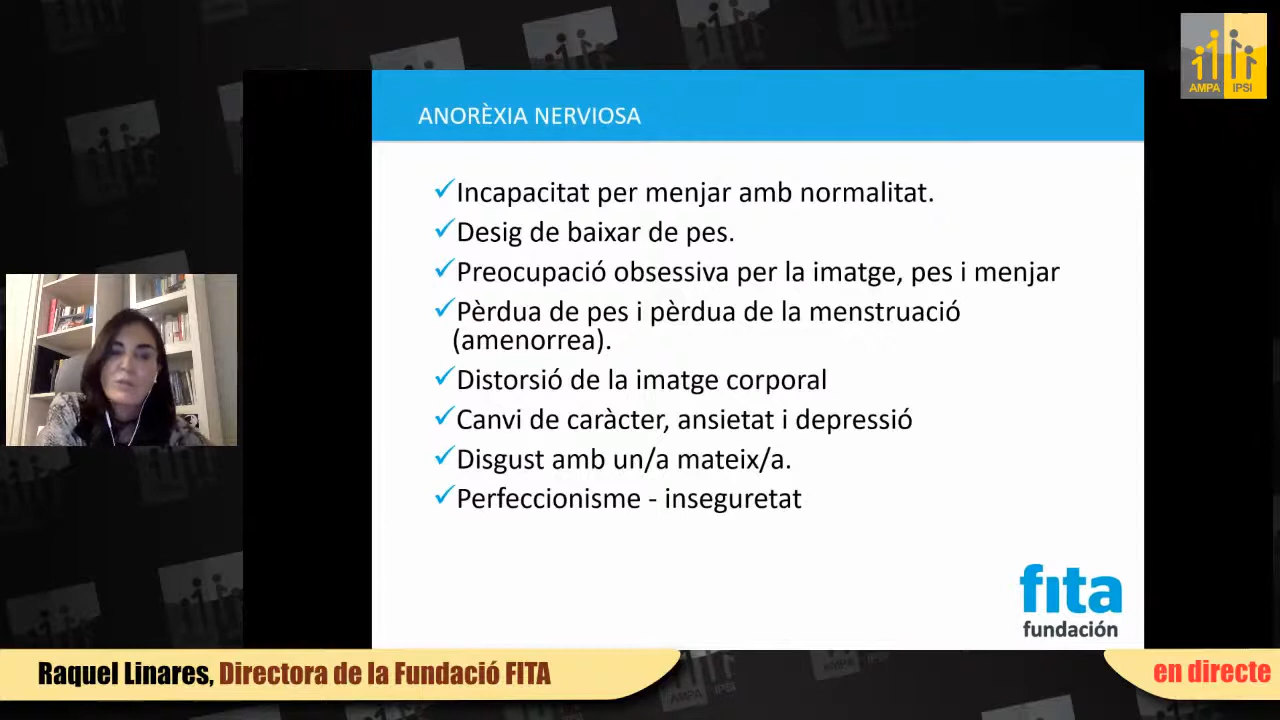 AMPA IPSI
ANORÈXIA NERVIOSA
✓Incapacitat per menjar amb normalitat.
✓Desig de baixar de pes.
✓Preocupació obsessiva per la imatge, pes i menjar
✓Pèrdua de pes i pèrdua de la menstruació
(amenorrea).
✓Distorsió de la imatge corporal
✓Canvi de caràcter, ansietat i depressió
✓Disgust amb un/a mateix/a.
✓Perfeccionisme - inseguretat
fita
fundación
Raquel Linares, Directora de la Fundació FITA
en directe
AMPA IPSI